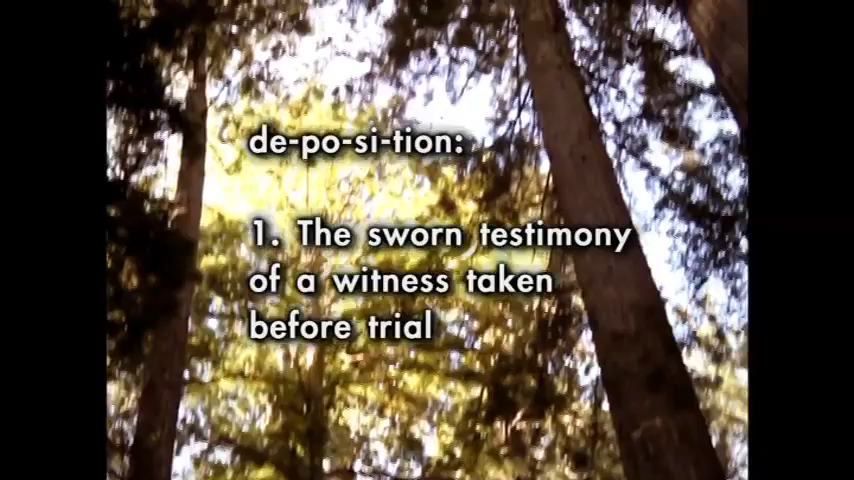 de-po-si-tion:
1. The sworn testimony
of a witness taken
before trial